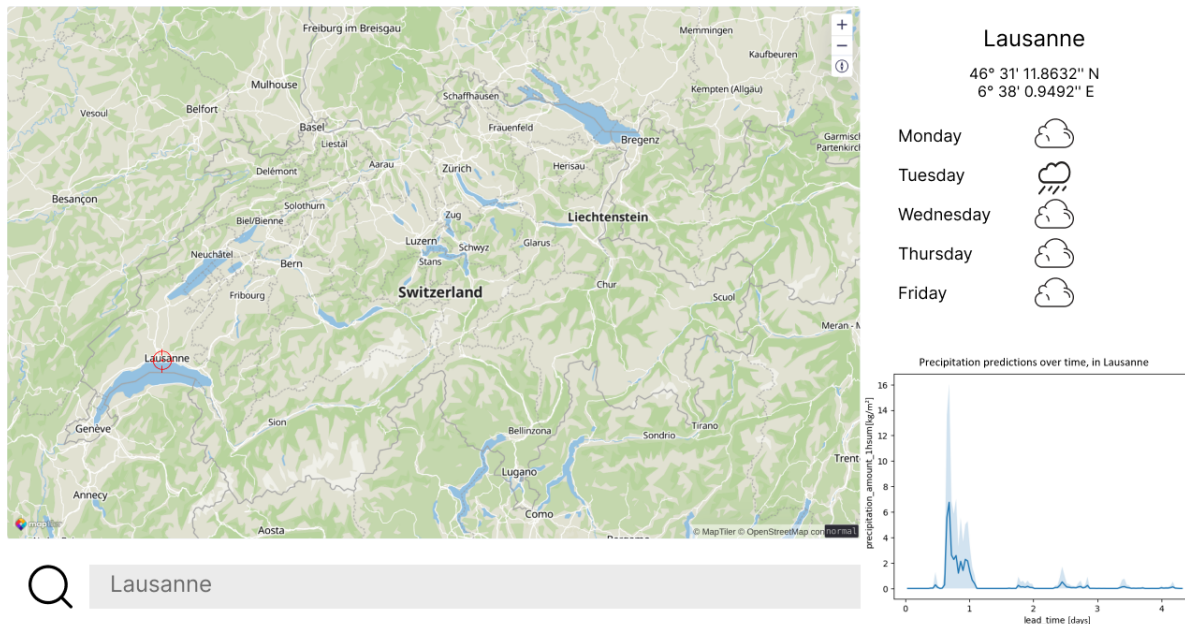 Freiburg im Breisgau
Memmingen
Kaufbeuren
Mulhouse
Schaffhausen
Kempten (Allgäu)
Vesoul
Belfort
Basel
Frauenfeld
Bregenz
Liestal
Garmisc
Partenkirch
Aarau
Zürich
Herisau
Delémont
Besançon
Solothurn
Biel/Bienne
Zug
Liechtenstein
Luzern
Schwyz
Glarus
Neuchâtel
Stans
Bern
Chur
Fribourg
Switzerland
Scuol
Meran - M
Lausanne
Sion
Genève
Bellinzona
Tirano
Sondrio
Trent
Lugano
Annecy
Como
Aosta
Bergamo
maptiler
© MapTiler © OpenStreetMap con
normal
Lausanne
Lausanne
46° 31' 11.8632'' N
6° 38' 0.9492'' E
Monday
Tuesday
Wednesday
Thursday
Friday
Precipitation predictions over time, in Lausanne
precipitation_amount_1hsum[kg/m²]
16
14
12
10
8
6
4
2
0
0 1 2 3 4
lead_time [days]